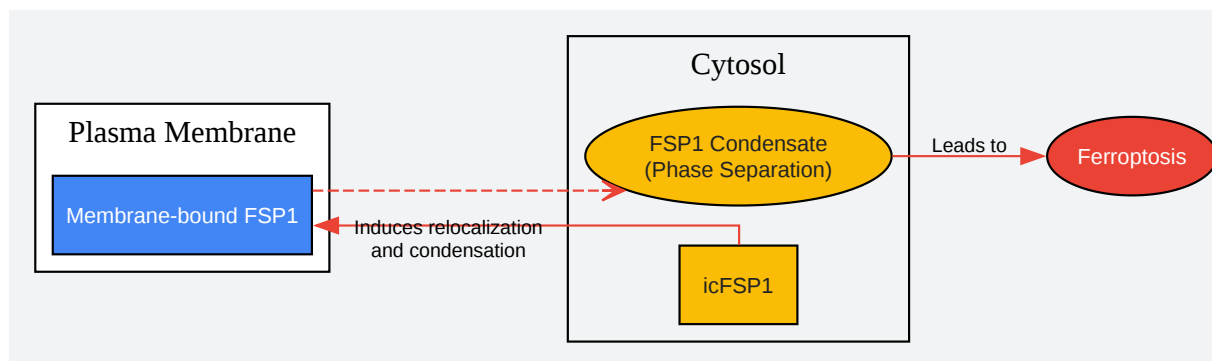 Plasma Membrane
Membrane-bound FSP1
Cytosol
FSP1 Condensate
(Phase Separation)
Induces relocalization
and condensation
icFSP1
Leads to
Ferroptosis